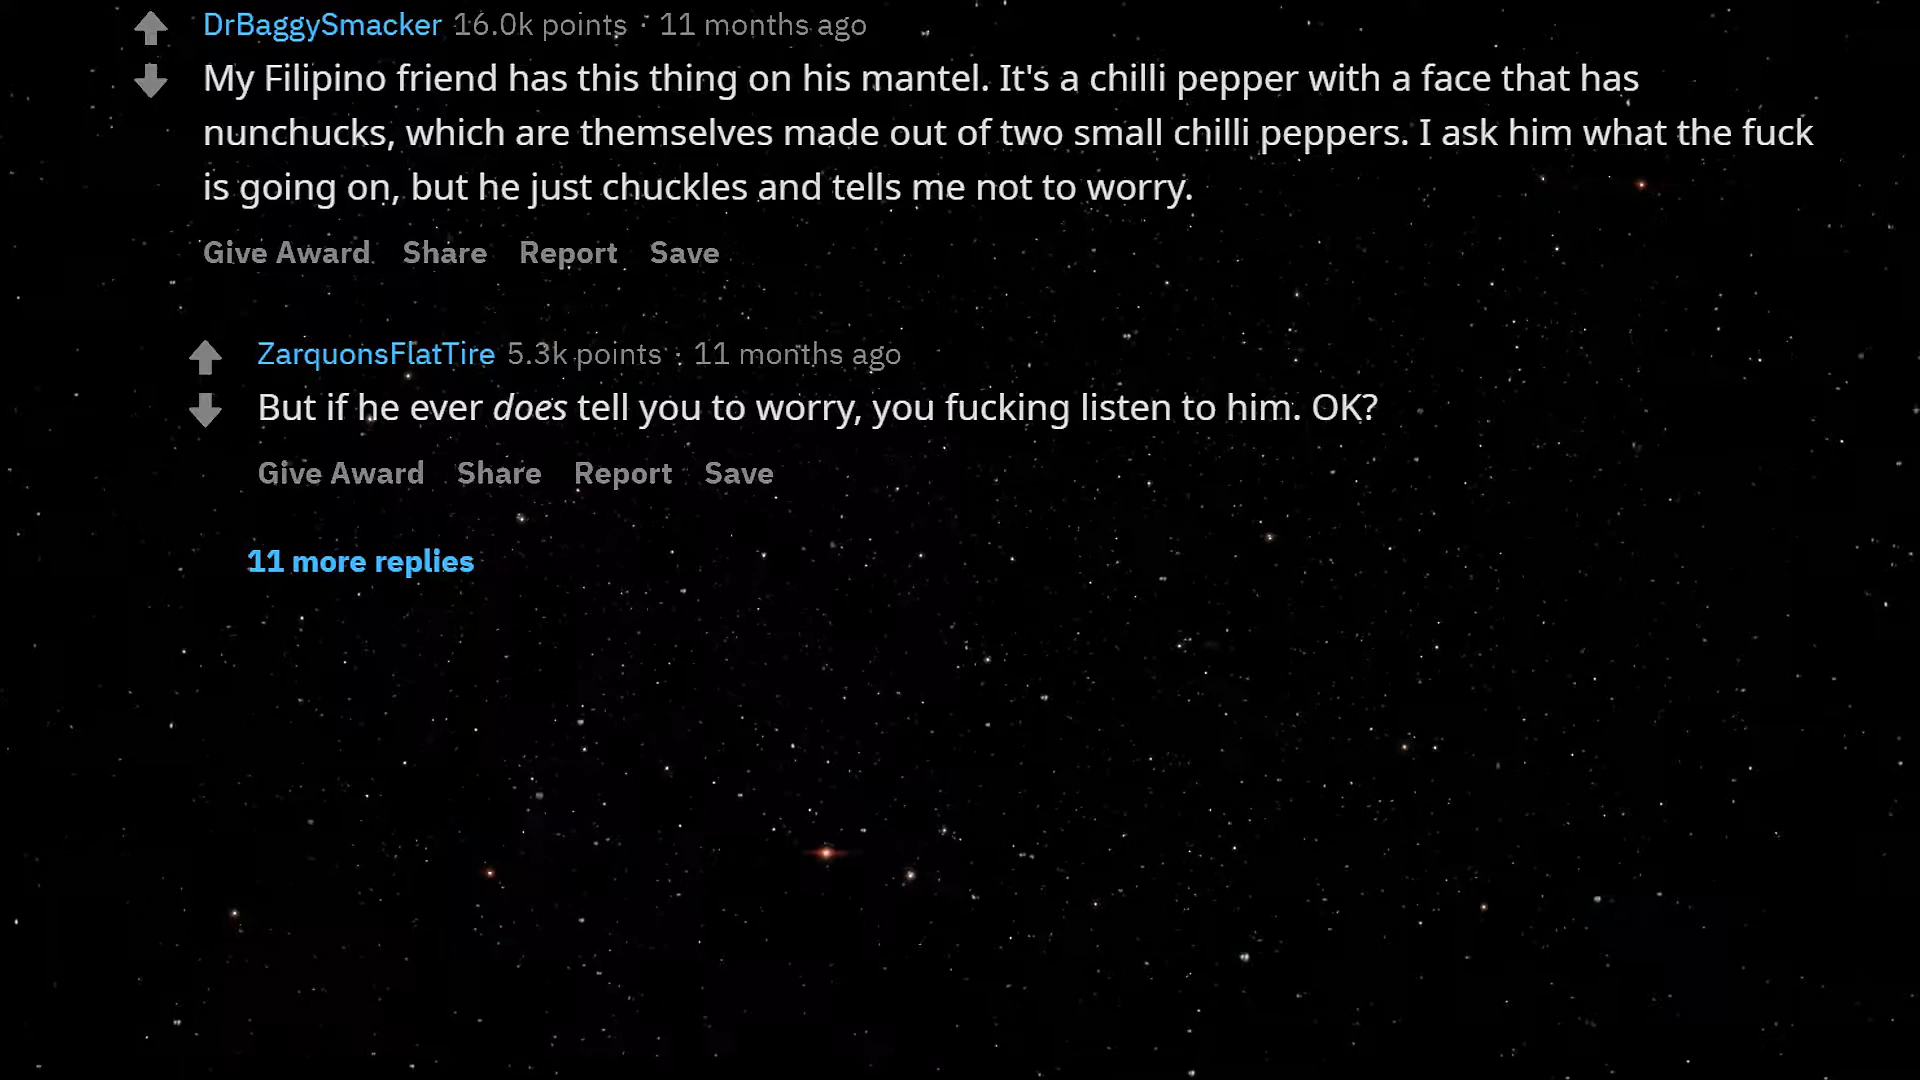 DrBaggySmacker 16.0k points · 11 months ago
My Filipino friend has this thing on his mantel. It's a chilli pepper with a face that has
nunchucks, which are themselves made out of two small chilli peppers. I ask him what the fuck
is going on, but he just chuckles and tells me not to worry.
Give Award Share Report Save
ZarquonsFlatTire 5.3k points · 11 months ago
But if he ever does tell you to worry, you fucking listen to him. OK?
Give Award Share Report Save
11 more replies